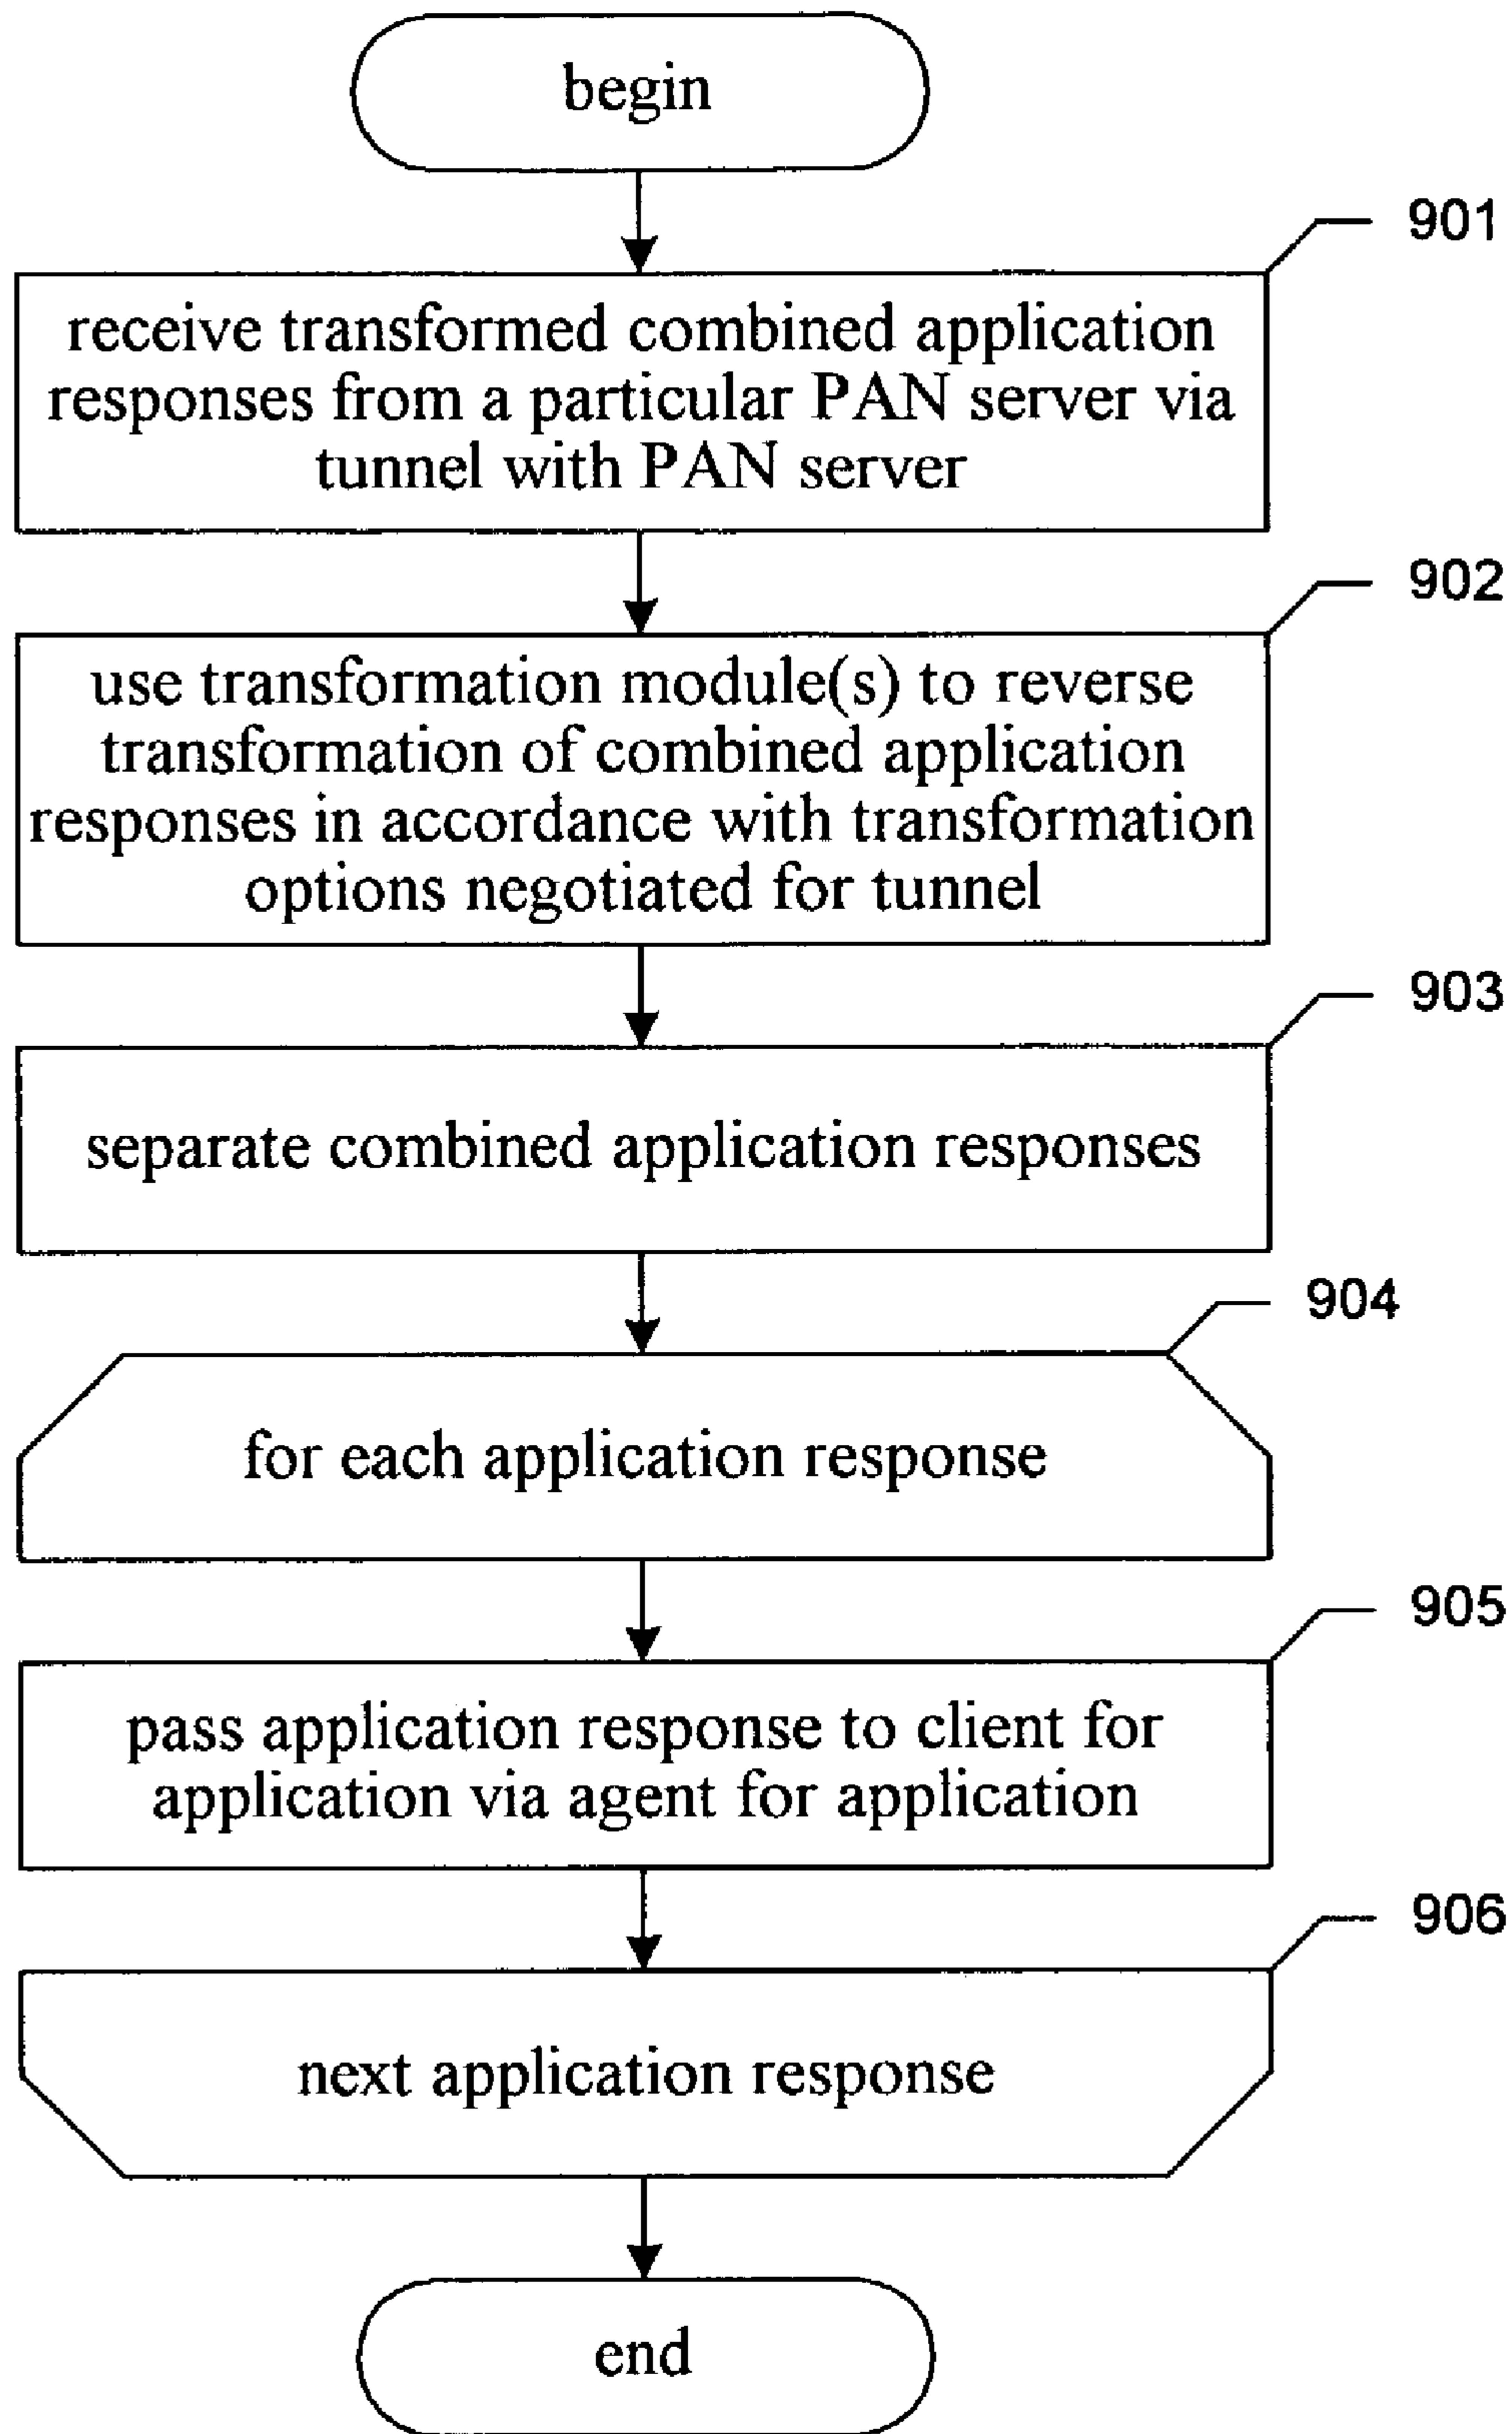 begin
901
receive transformed combined application
responses from a particular PAN server via
tunnel with PAN server
902
use transformation module(s) to reverse
transformation of combined application
responses in accordance with transformation
options negotiated for tunnel
903
separate combined application responses
904
for each application response
905
pass application response to client for
application via agent for application
906
next application response
end